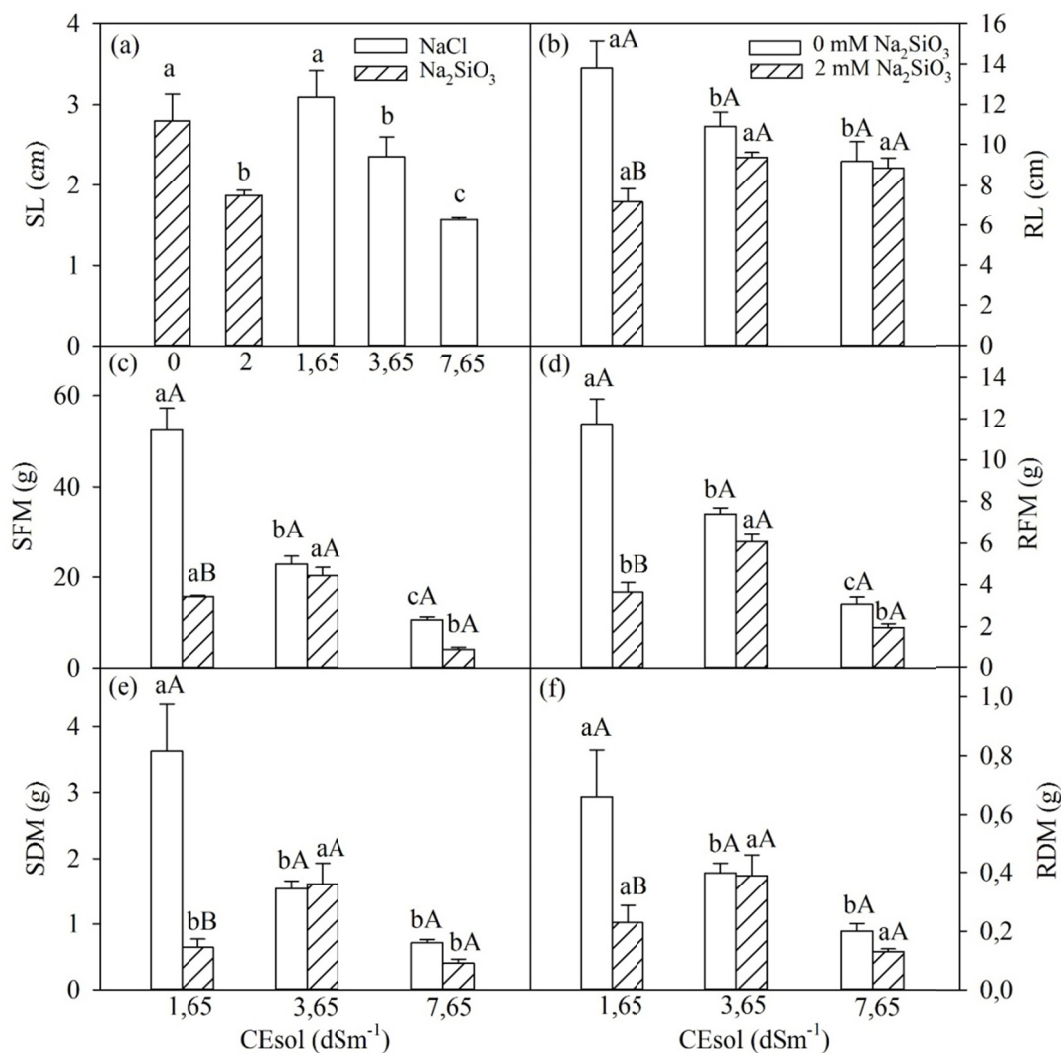 (a)
NaCl
Na₂SiO₃
4
3
2
1
0
SL (cm)
a
b
a
b
c
0
2
1,65
3,65
7,65
(b)
0 mM Na₂SiO₃
2 mM Na₂SiO₃
16
14
12
10
8
6
4
2
0
RL (cm)
aA
aB
bA
aA
bA
aA
(c)
60
40
20
0
SFM (g)
aA
aB
bA
aA
cA
bA
(d)
14
12
10
8
6
4
2
0
RFM (g)
aA
bB
bA
aA
cA
bA
(e)
4
3
2
1
0
SDM (g)
aA
bB
bA
aA
bA
bA
1,65
3,65
7,65
CEsol (dSm⁻¹)
(f)
1,0
0,8
0,6
0,4
0,2
0,0
RDM (g)
aA
aB
bA
aA
bA
aA
1,65
3,65
7,65
CEsol (dSm⁻¹)